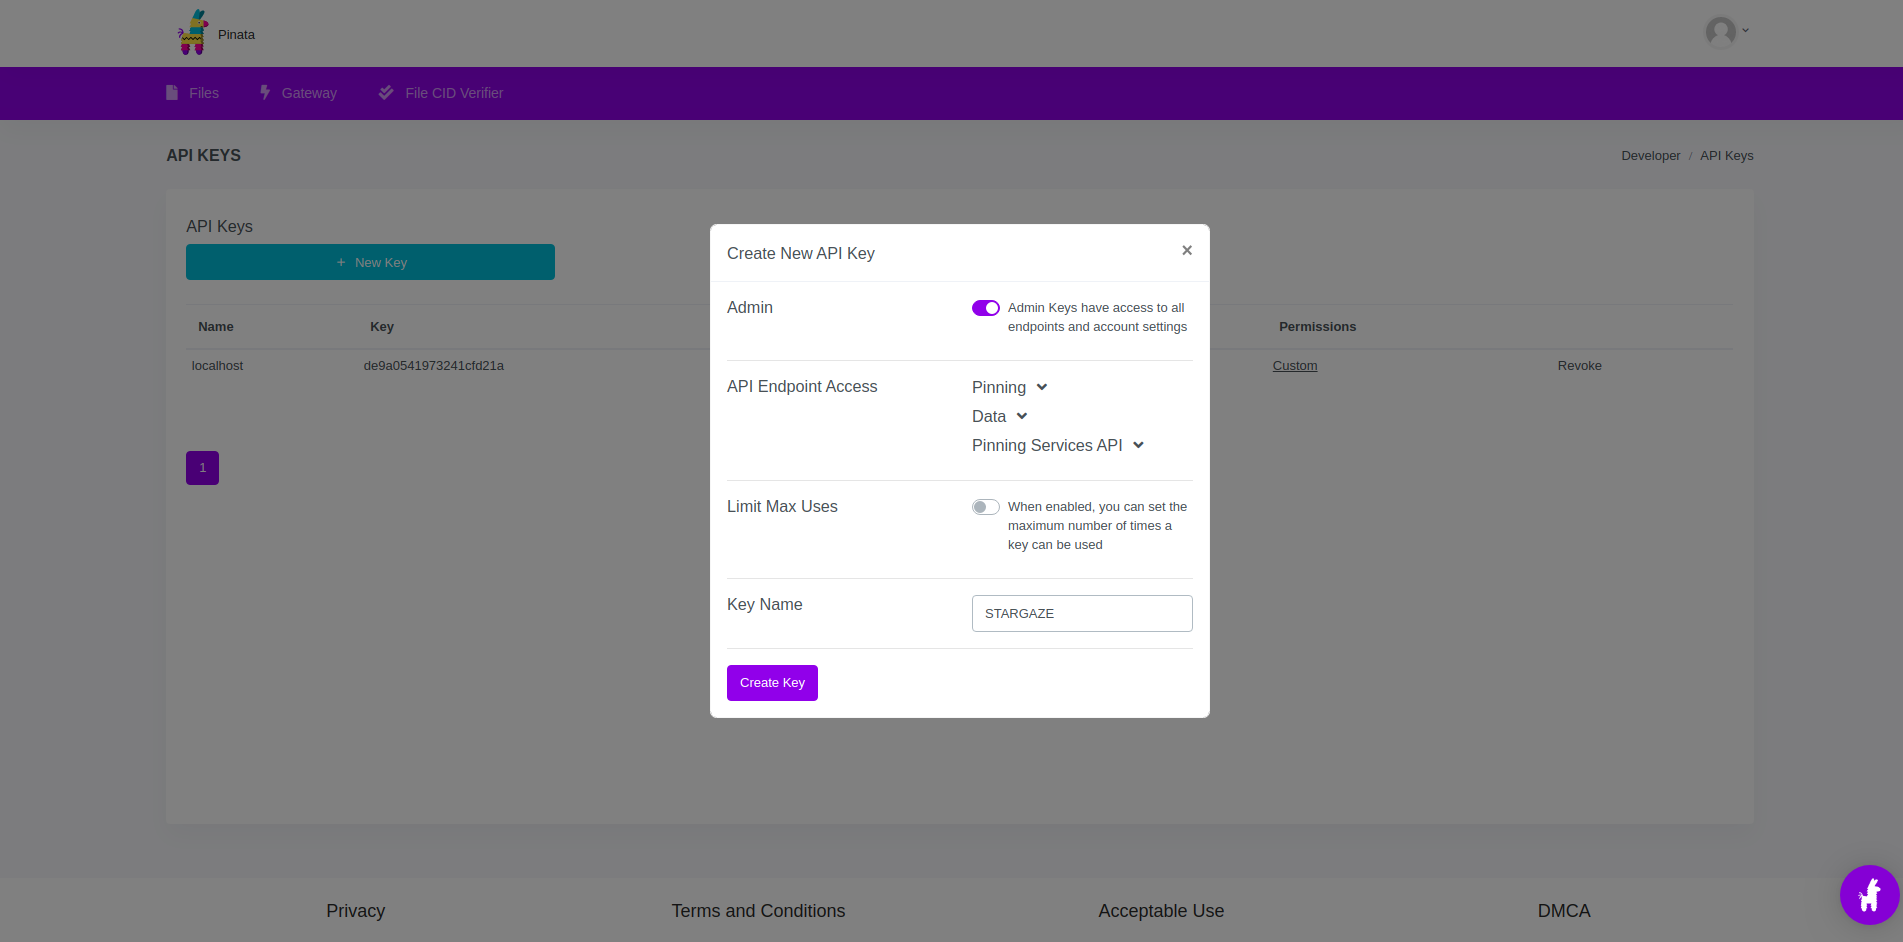 Pinata
Files
Gateway
File CID Verifier
API KEYS
Developer / API Keys
API Keys
+ New Key
Name
Key
Permissions
localhost
de9a0541973241cfd21a
Custom
Revoke
1
Create New API Key
×
Admin
Admin Keys have access to all
endpoints and account settings
API Endpoint Access
Pinning
Data
Pinning Services API
Limit Max Uses
When enabled, you can set the
maximum number of times a
key can be used
Key Name
STARGAZE
Create Key
Privacy
Terms and Conditions
Acceptable Use
DMCA